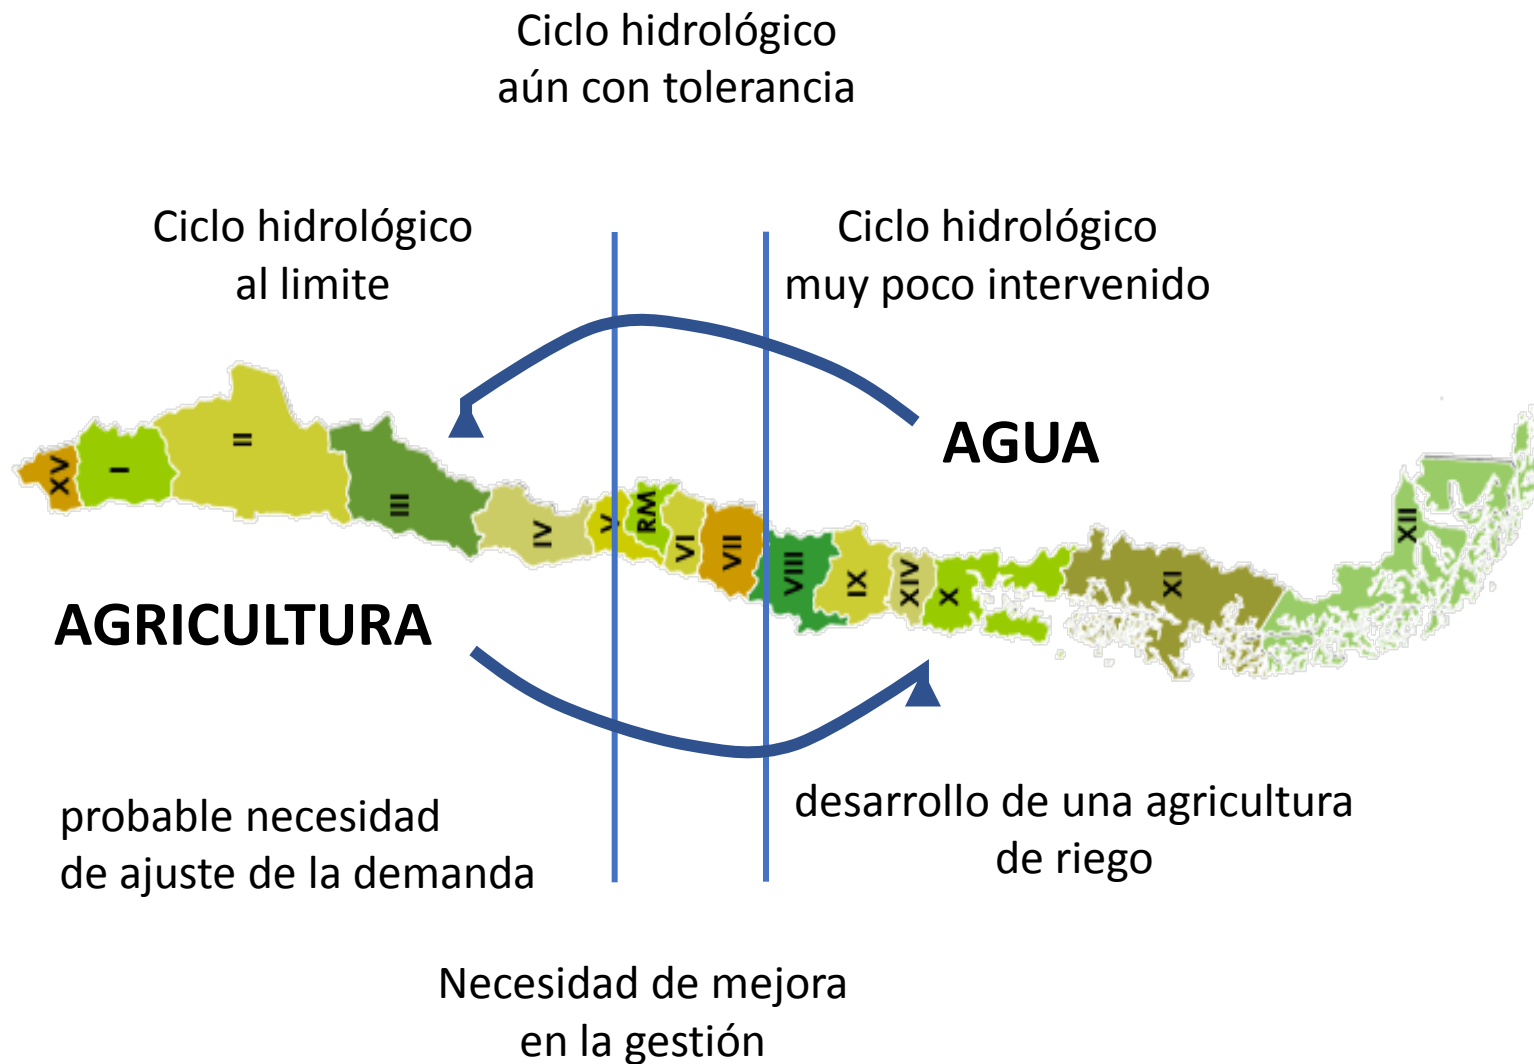 Ciclo hidrológico
aún con tolerancia
Ciclo hidrológico
al limite
Ciclo hidrológico
muy poco intervenido
AGUA
XV
I
II
III
IV
V
RM
VI
VII
VIII
IX
XIV
X
XI
XII
AGRICULTURA
probable necesidad
de ajuste de la demanda
desarrollo de una agricultura
de riego
Necesidad de mejora
en la gestión